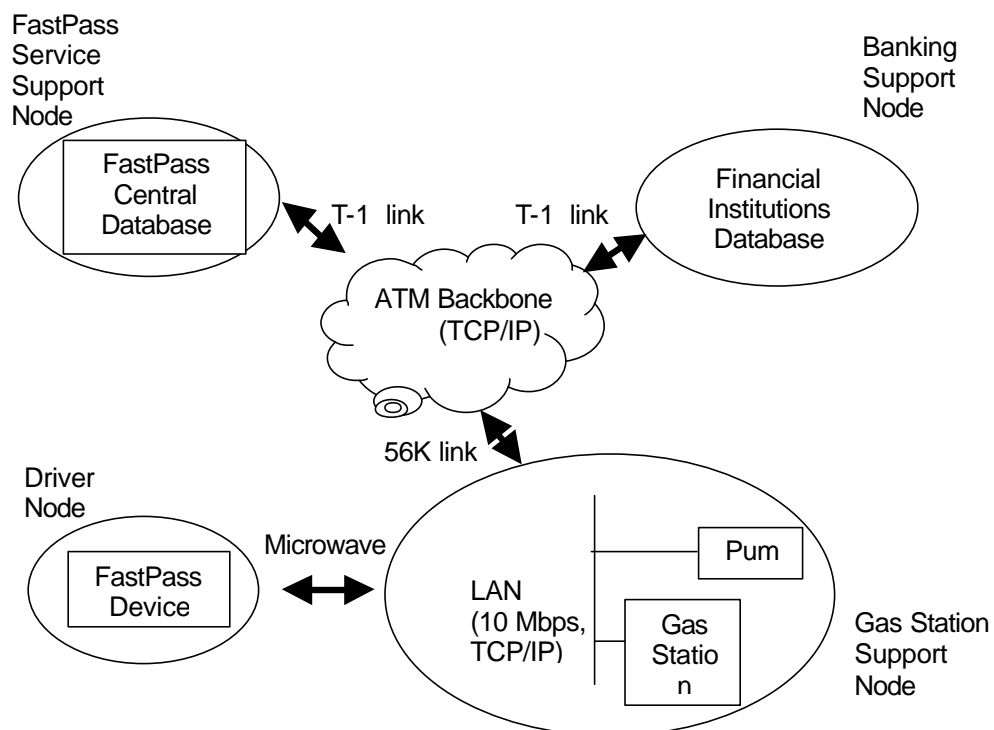 FastPass
Service
Support
Node
Banking
Support
Node
FastPass
Central
Database
Financial
Institutions
Database
T-1 link
T-1 link
ATM Backbone
(TCP/IP)
56K link
Driver
Node
Microwave
FastPass
Device
Pum
LAN
(10 Mbps,
TCP/IP)
Gas
Statio
n
Gas Station
Support
Node